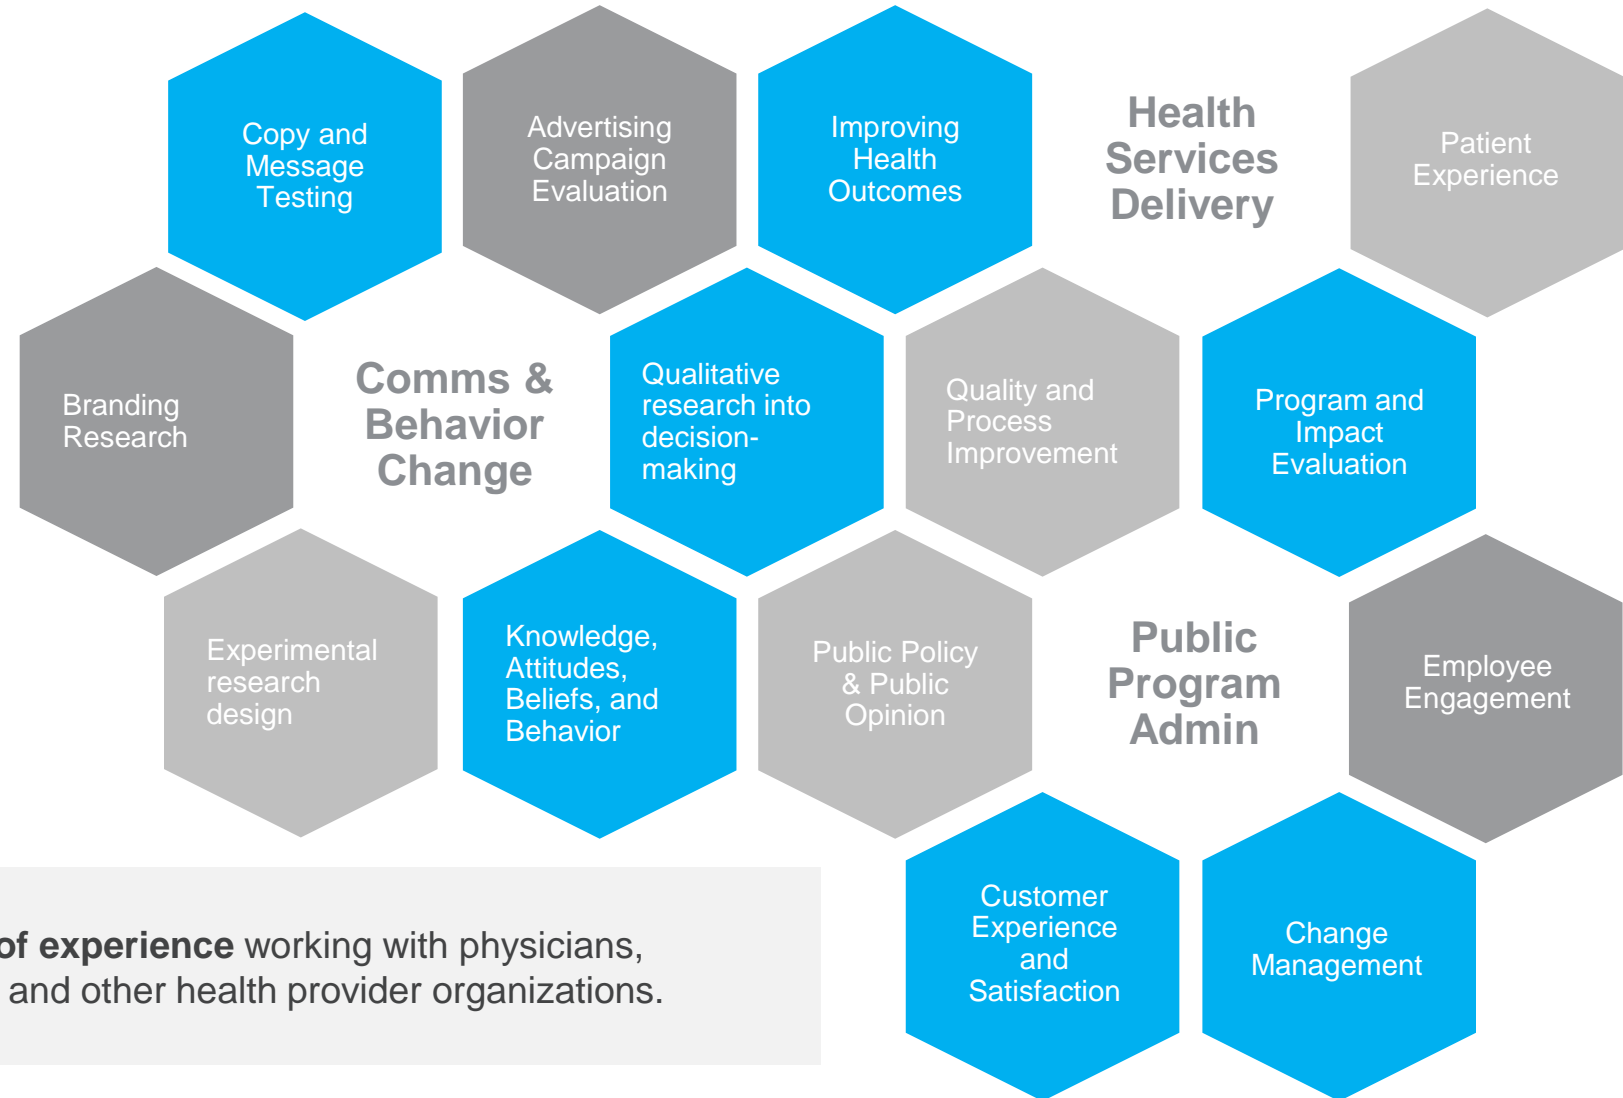 Copy and
Message
Testing
Advertising
Campaign
Evaluation
Improving
Health
Outcomes
Health
Services
Delivery
Patient
Experience
Branding
Research
Comms &
Behavior
Change
Qualitative
research into
decision-
making
Quality and
Process
Improvement
Program and
Impact
Evaluation
Experimental
research
design
Knowledge,
Attitudes,
Beliefs, and
Behavior
Public Policy
& Public
Opinion
Public
Program
Admin
Employee
Engagement
of experience working with physicians,
and other health provider organizations.
Customer
Experience
and
Satisfaction
Change
Management